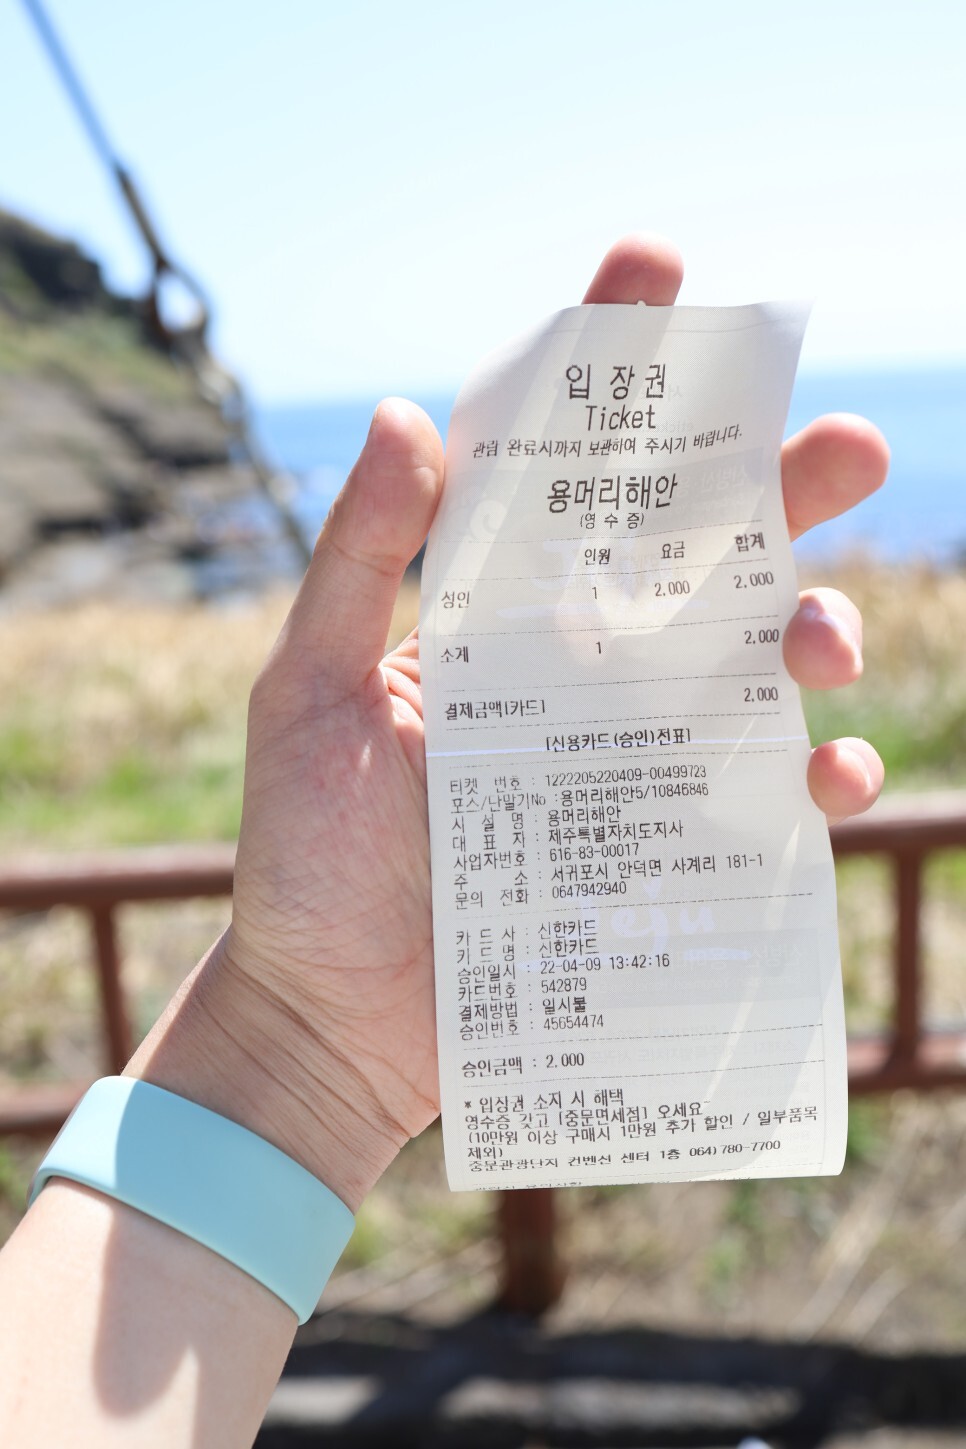 입 장 권
Ticket
관람 완료시까지 보관하여 주시기 바랍니다.
용머리해안
(영 수 증)
인원 요금 합계
성인 1 2,000 2,000
소계 1 2,000
결제금액[카드] 2,000
[신용카드(승인)전표]
티켓 번호 : 1222205220409-00499723
포스/단말기No :용머리해안5/10846846
시 설 명 : 용머리해안
대 표 자 : 제주특별자치도지사
사업자번호 : 616-83-00017
주 소 : 서귀포시 안덕면 사계리 181-1
문의 전화 : 0647942940
카 드 사 : 신한카드
카 드 명 : 신한카드
승인일시 : 22-04-09 13:42:16
카드번호 : 542879
결제방법 : 일시불
승인번호 : 45654474
승인금액 : 2,000
* 입장권 소지 시 혜택
영수증 갖고 [중문면세점] 오세요~
(10만원 이상 구매시 1만원 추가 할인 / 일부품목
제외)
중문관광단지 컨벤션 센터 1층 064)780-7700
Jeju